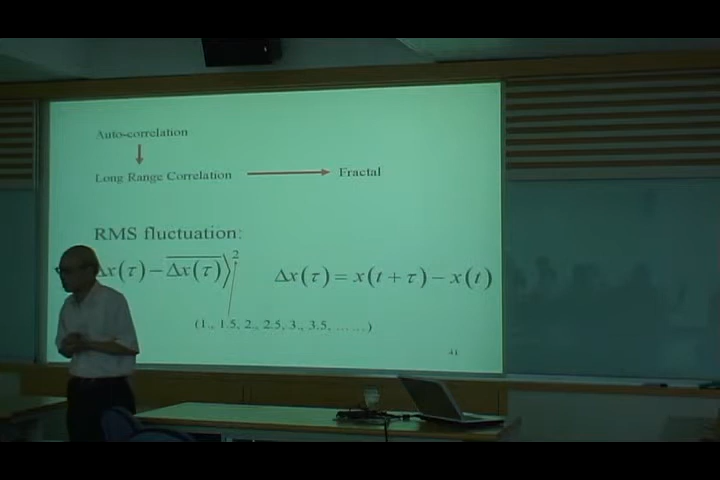 Auto-correlation
Long Range Correlation → Fractal
RMS fluctuation:
Δx(τ) − \overline{Δx(τ)}⟩² Δx(τ) = x(t + τ) − x(t)
(1., 1.5, 2., 2.5, 3., 3.5, ... ...)
41